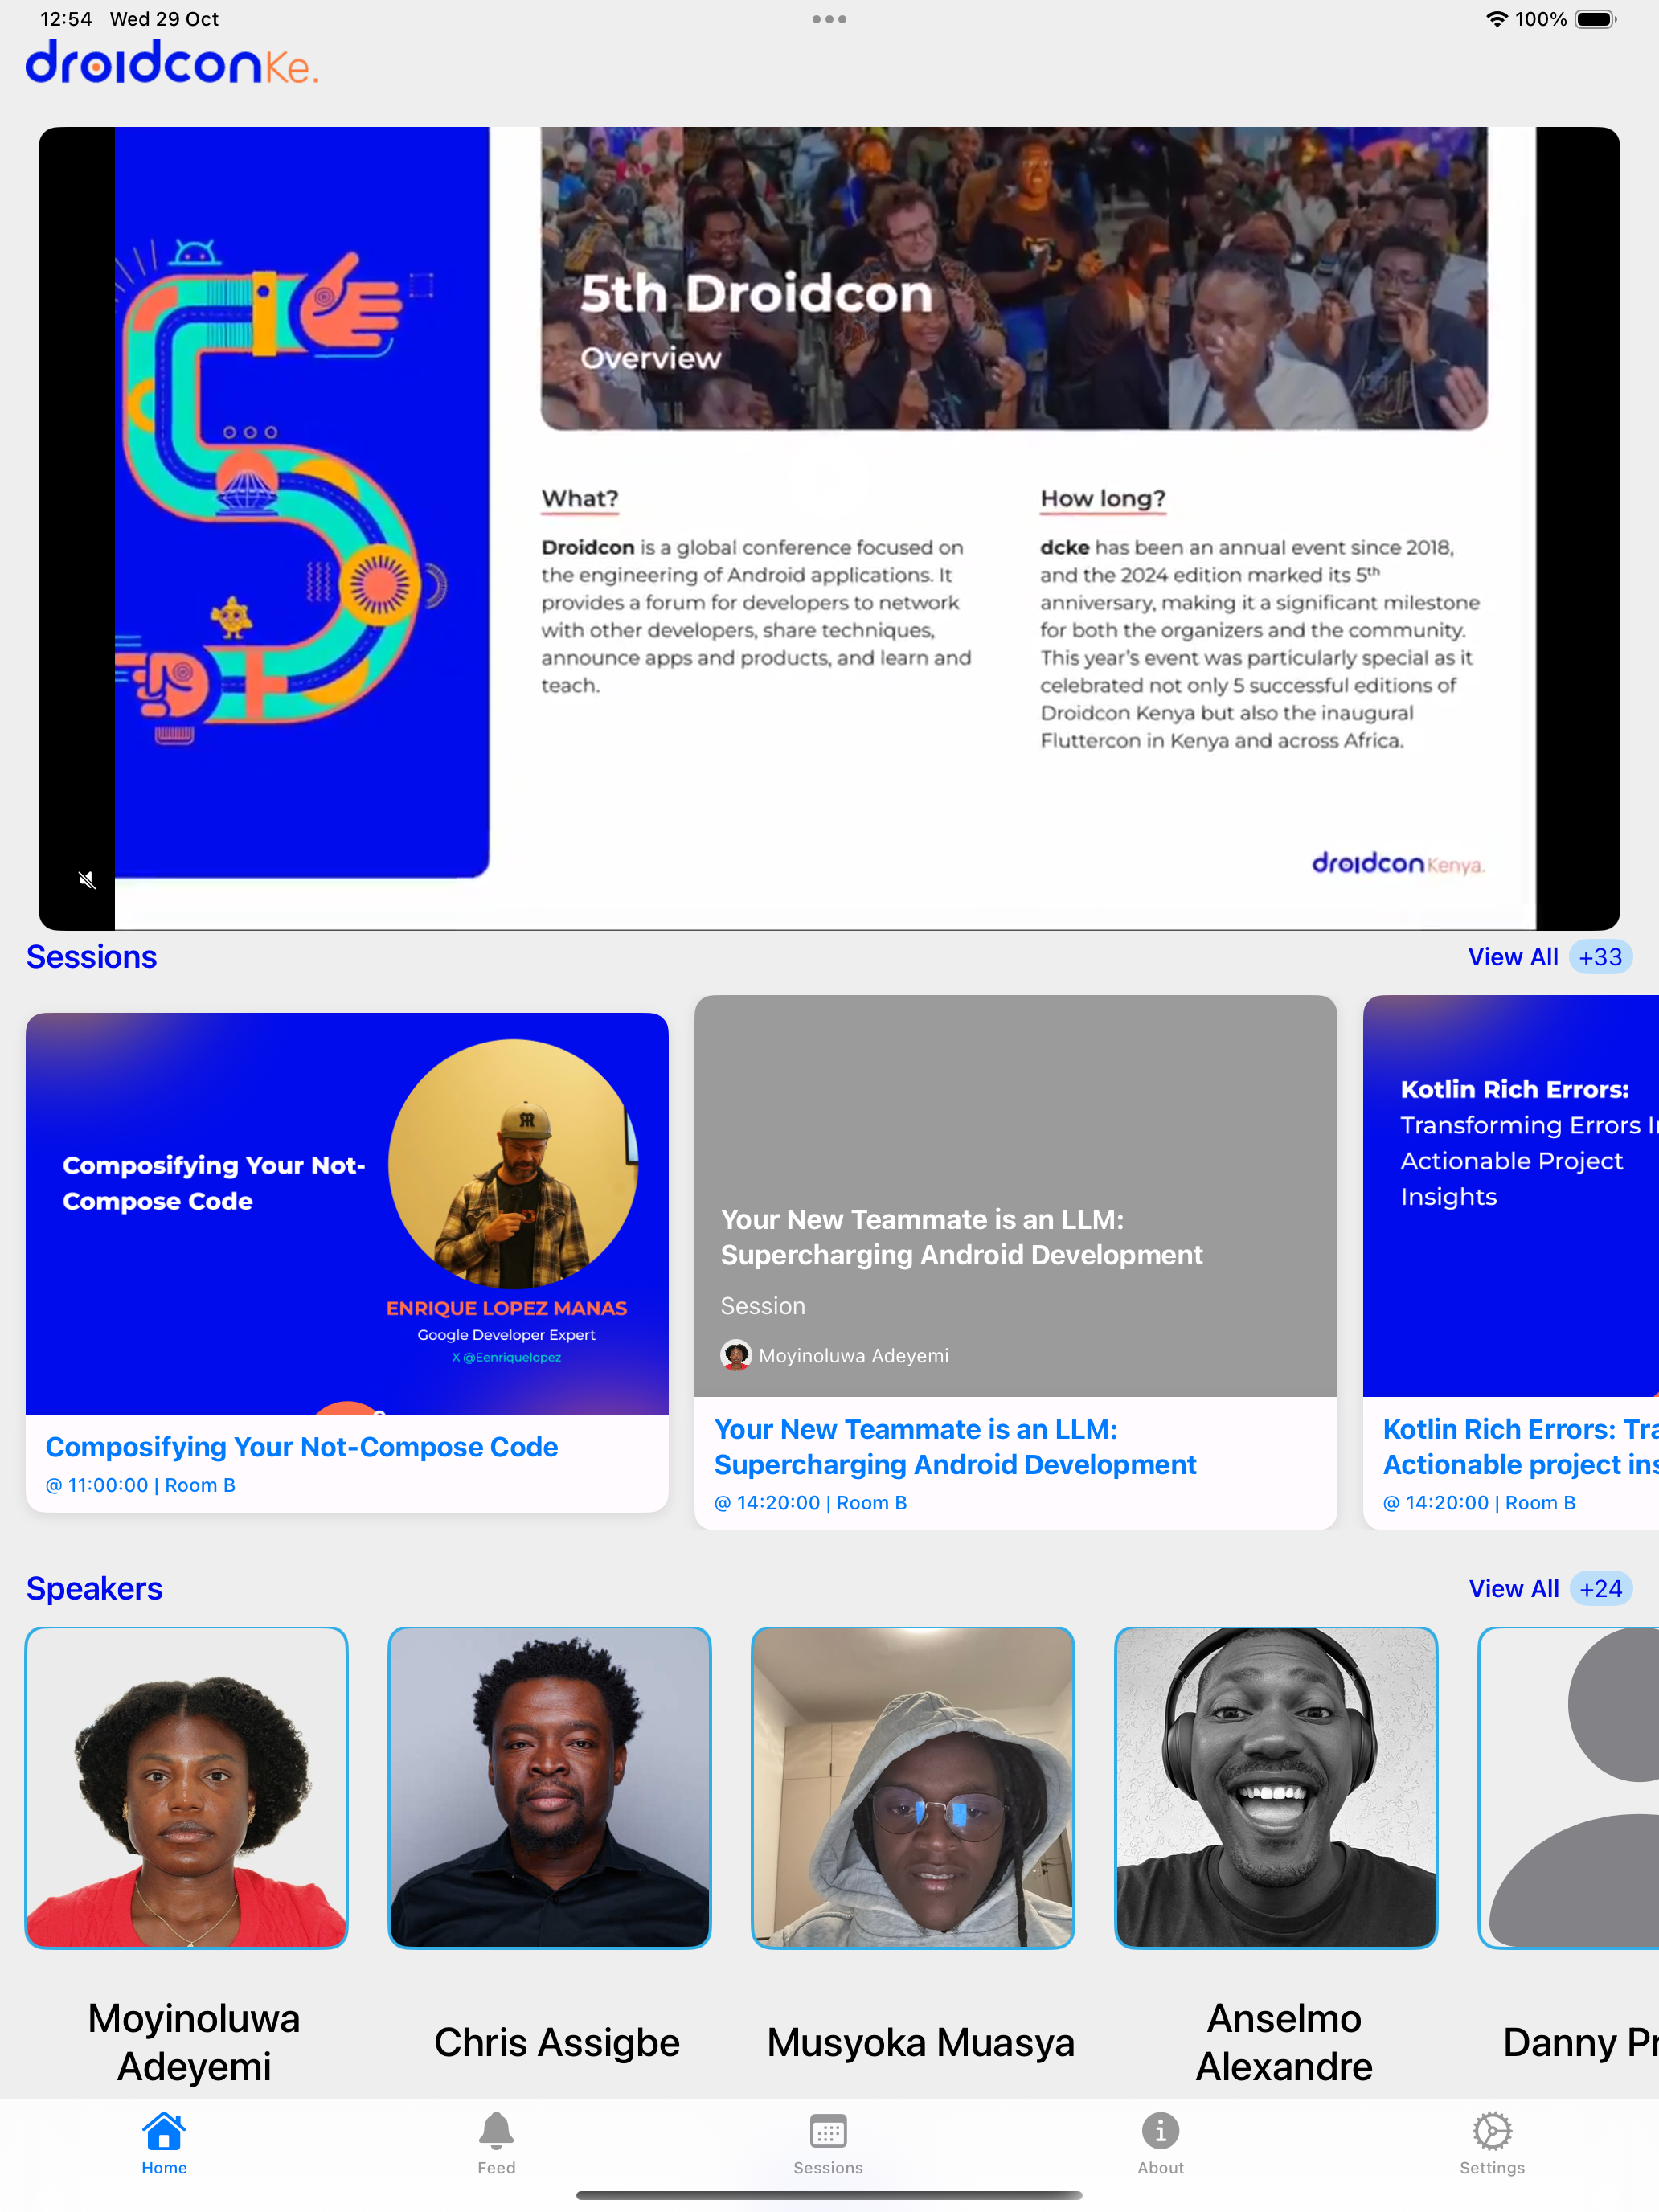 12:54 Wed 29 Oct
100%
droidconKe.
5th Droidcon
Overview
What?
Droidcon is a global conference focused on
the engineering of Android applications. It
provides a forum for developers to network
with other developers, share techniques,
announce apps and products, and learn and
teach.
How long?
dcke has been an annual event since 2018,
and the 2024 edition marked its 5th
anniversary, making it a significant milestone
for both the organizers and the community.
This year's event was particularly special as it
celebrated not only 5 successful editions of
Droidcon Kenya but also the inaugural
Fluttercon in Kenya and across Africa.
droidcon Kenya.
Sessions
View All +33
Composifying Your Not-
Compose Code
ENRIQUE LOPEZ MANAS
Google Developer Expert
X @Eenriquelopez
Composifying Your Not-Compose Code
@ 11:00:00 | Room B
Your New Teammate is an LLM:
Supercharging Android Development
Session
Moyinoluwa Adeyemi
Your New Teammate is an LLM:
Supercharging Android Development
@ 14:20:00 | Room B
Kotlin Rich Errors:
Transforming Errors
Actionable Project
Insights
Kotlin Rich Errors:
Actionable project
@ 14:20:00 | Room B
Speakers
View All +24
Moyinoluwa
Adeyemi
Chris Assigbe
Musyoka Muasya
Anselmo
Alexandre
Danny
Home
Feed
Sessions
About
Settings